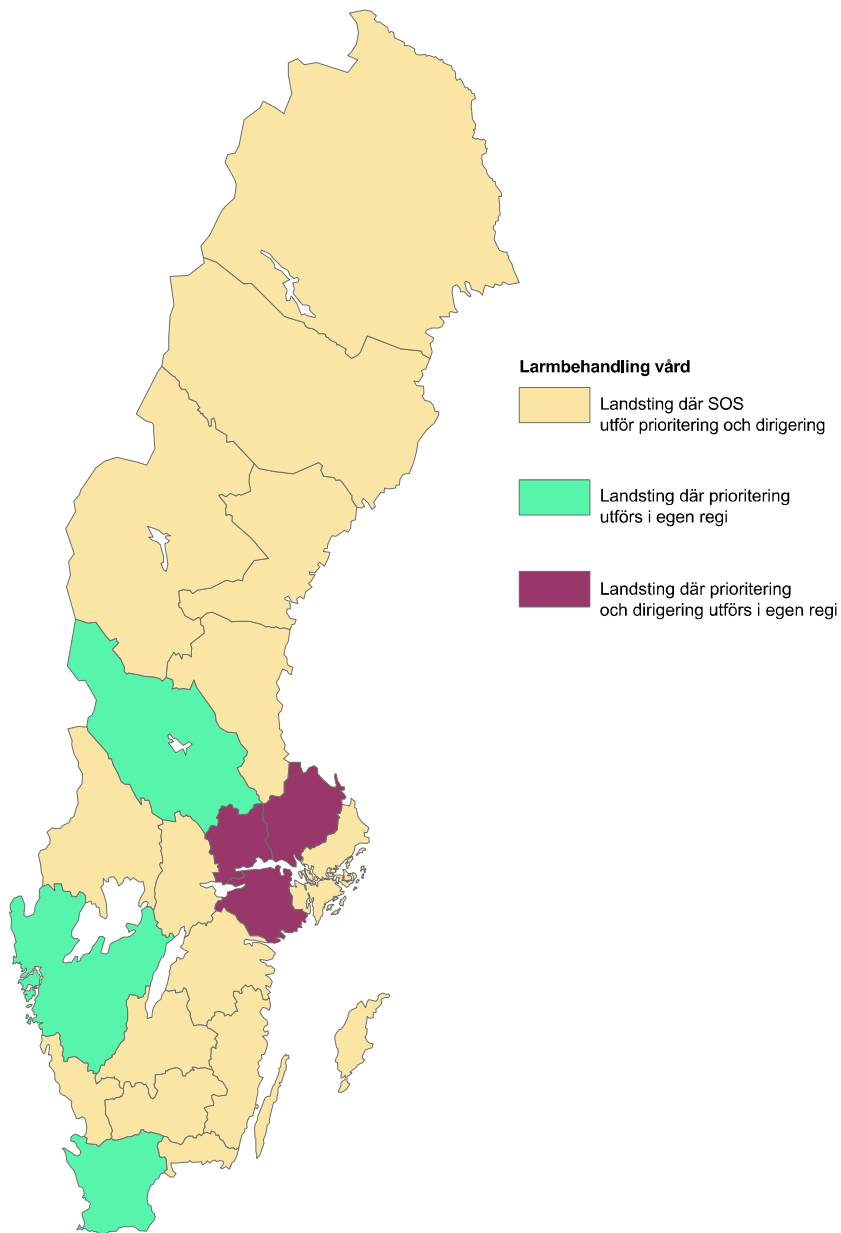 Larmbehandling vård
Landsting där SOS
utför prioritering och dirigering
Landsting där prioritering
utförs i egen regi
Landsting där prioritering
och dirigering utförs i egen regi